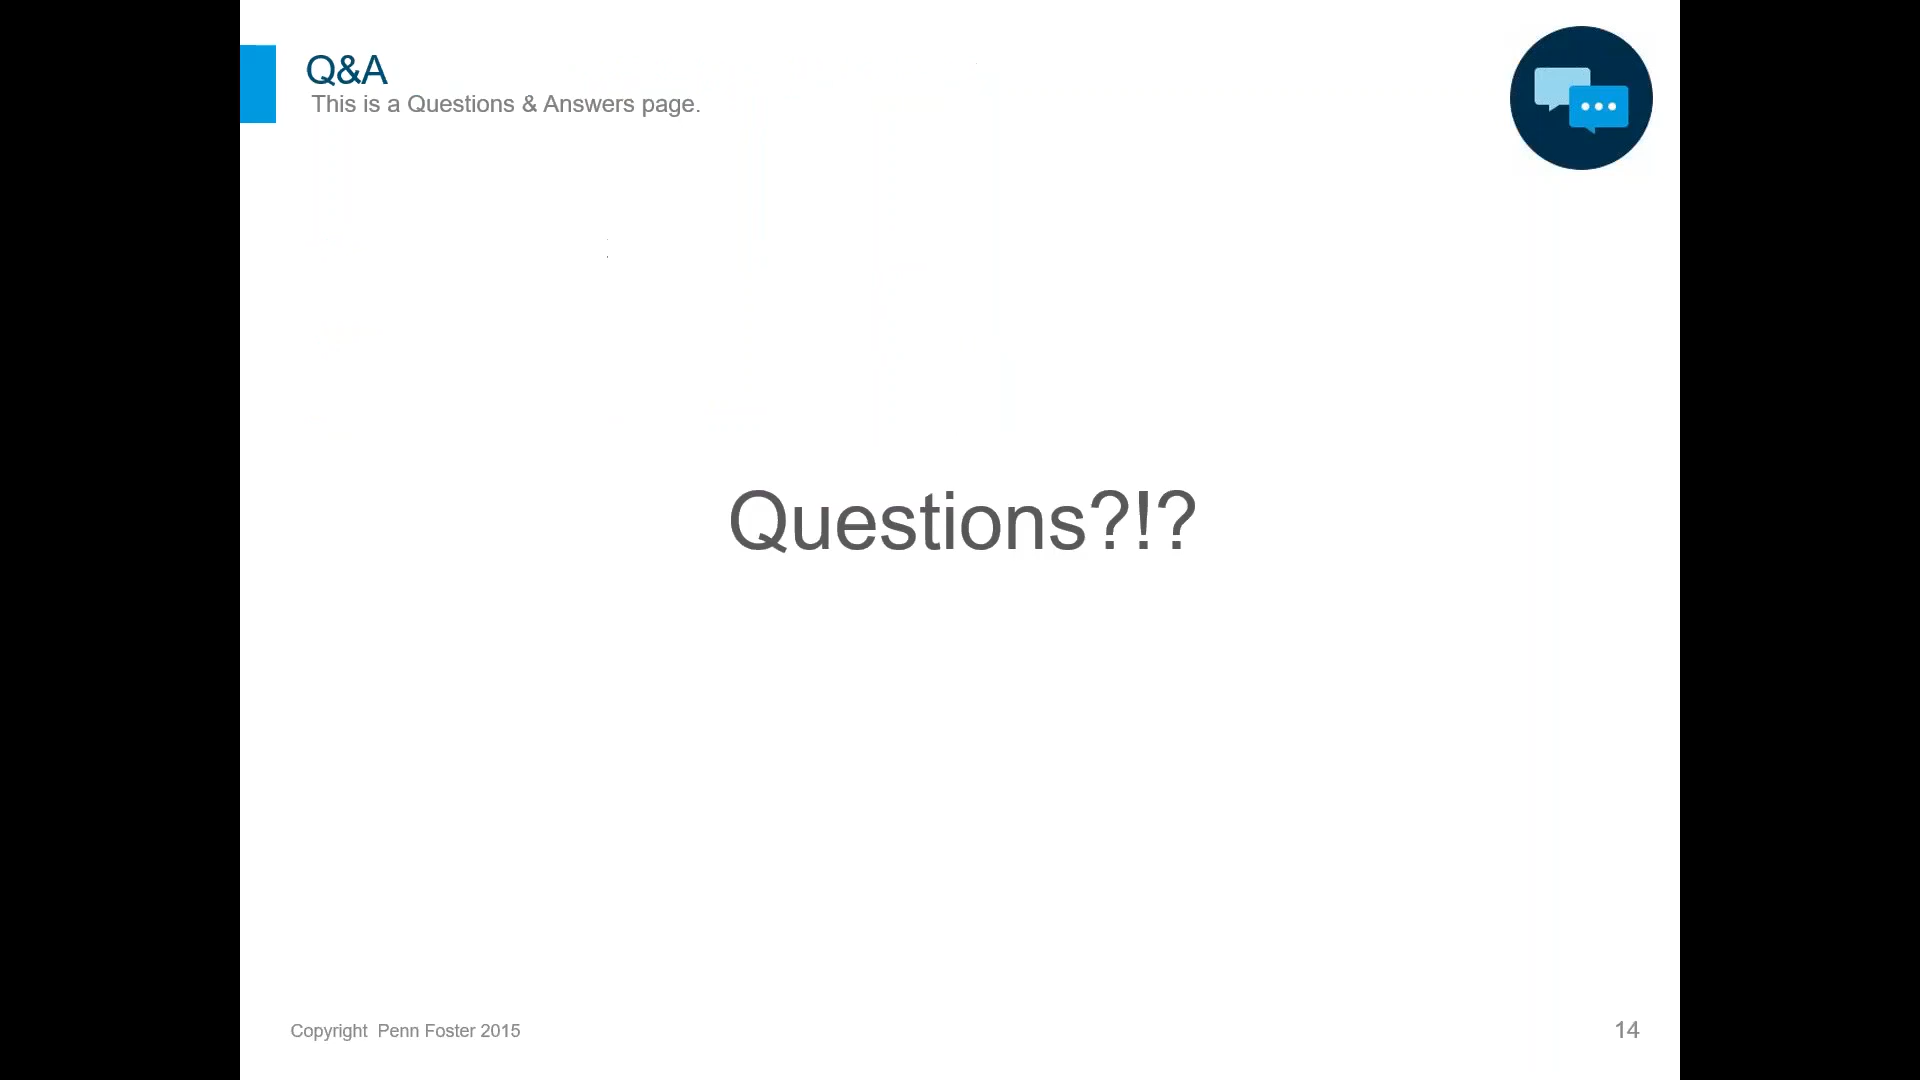 Q&A
This is a Questions & Answers page.
Questions?!?
Copyright  Penn Foster 2015
14